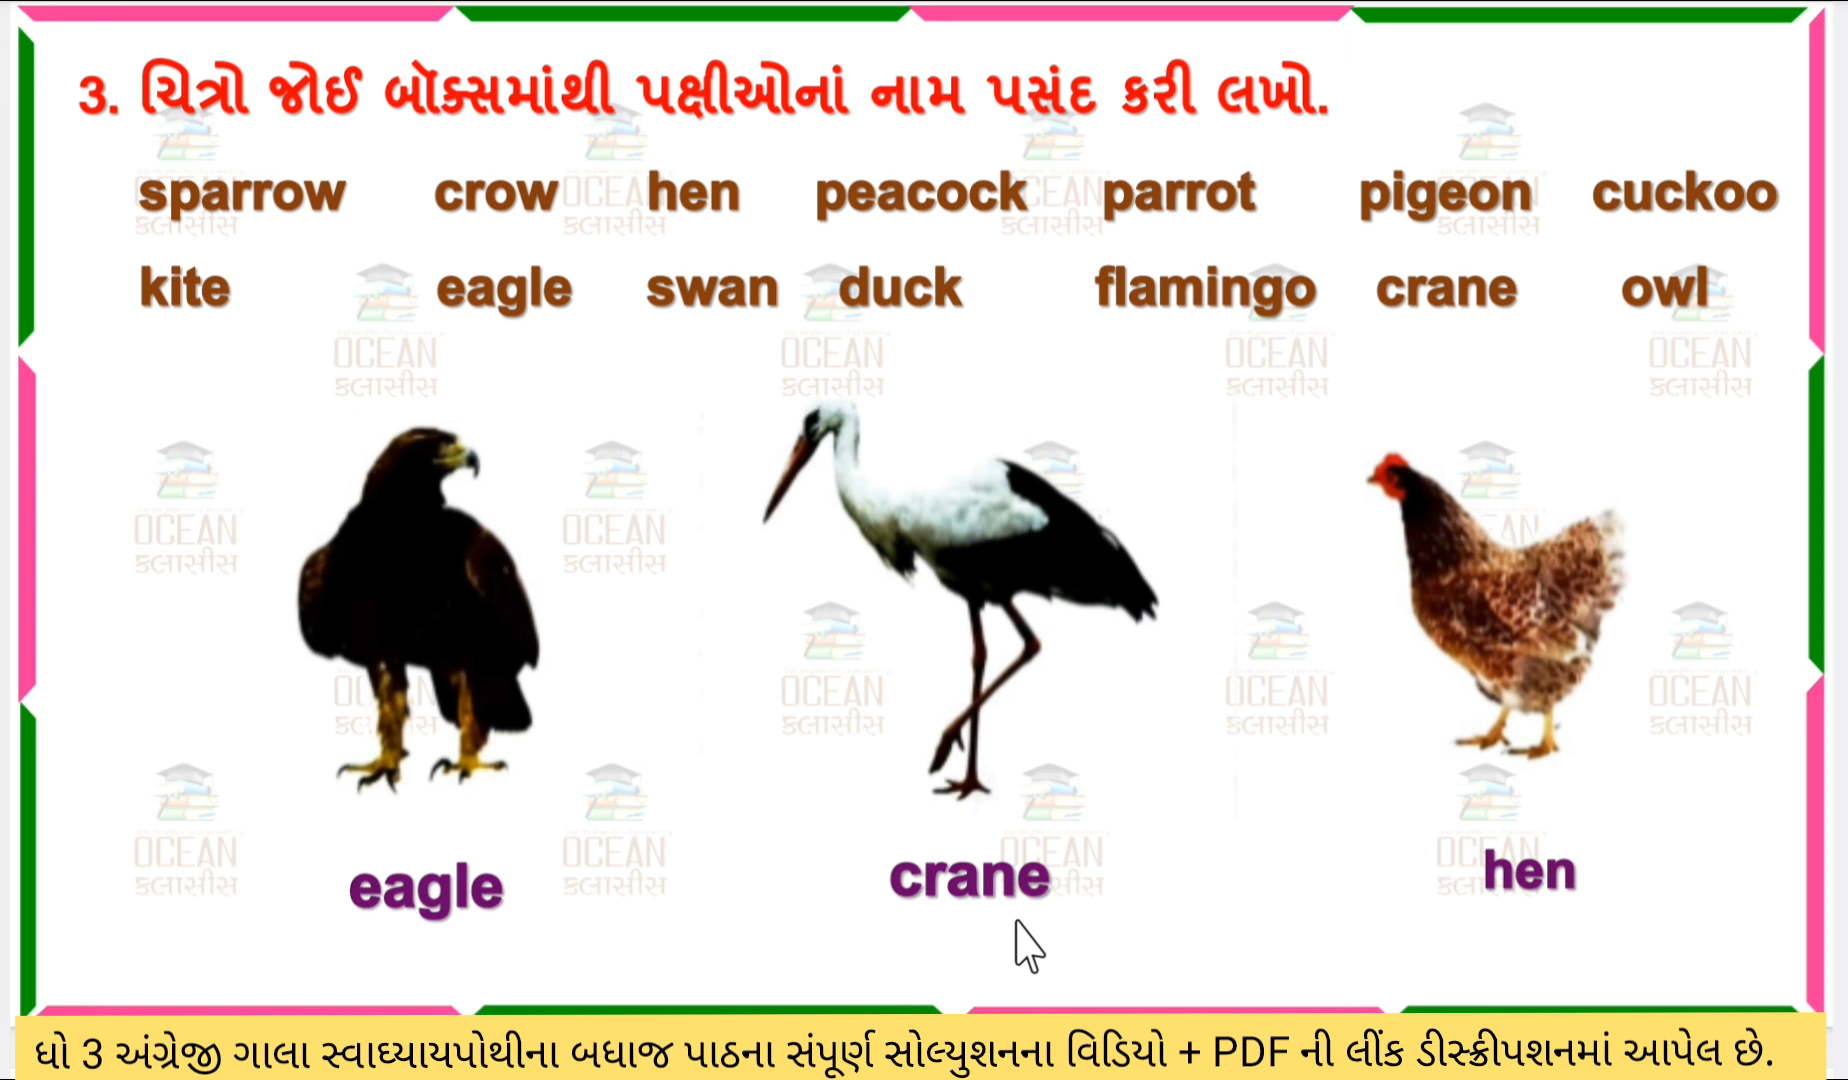 3. ચિત્રો જોઈ બૉક્સમાંથી પક્ષીઓનાં નામ પસંદ કરી લખો.
sparrow crow hen peacock parrot pigeon cuckoo
kite eagle swan duck flamingo crane owl
eagle crane hen
OCEAN
ક્લાસીસ
ધો 3 અંગ્રેજી ગાલા સ્વાઘ્યાયપોથીના બધાજ પાઠના સંપૂર્ણ સોલ્યુશનના વિડિયો + PDF ની લીંક ડીસ્ક્રીપશનમાં આપેલ છે.